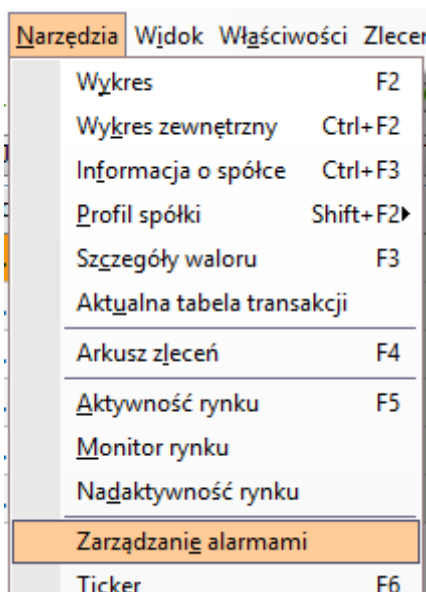 Narzędzia Widok Właściwości Zlecer
Wykres F2
Wykres zewnętrzny Ctrl+F2
Informacja o spółce Ctrl+F3
Profil spółki Shift+F2
Szczegóły waloru F3
Aktualna tabela transakcji
Arkusz zleceń F4
Aktywność rynku F5
Monitor rynku
Nadaktywność rynku
Zarządzanie alarmami
Ticker F6